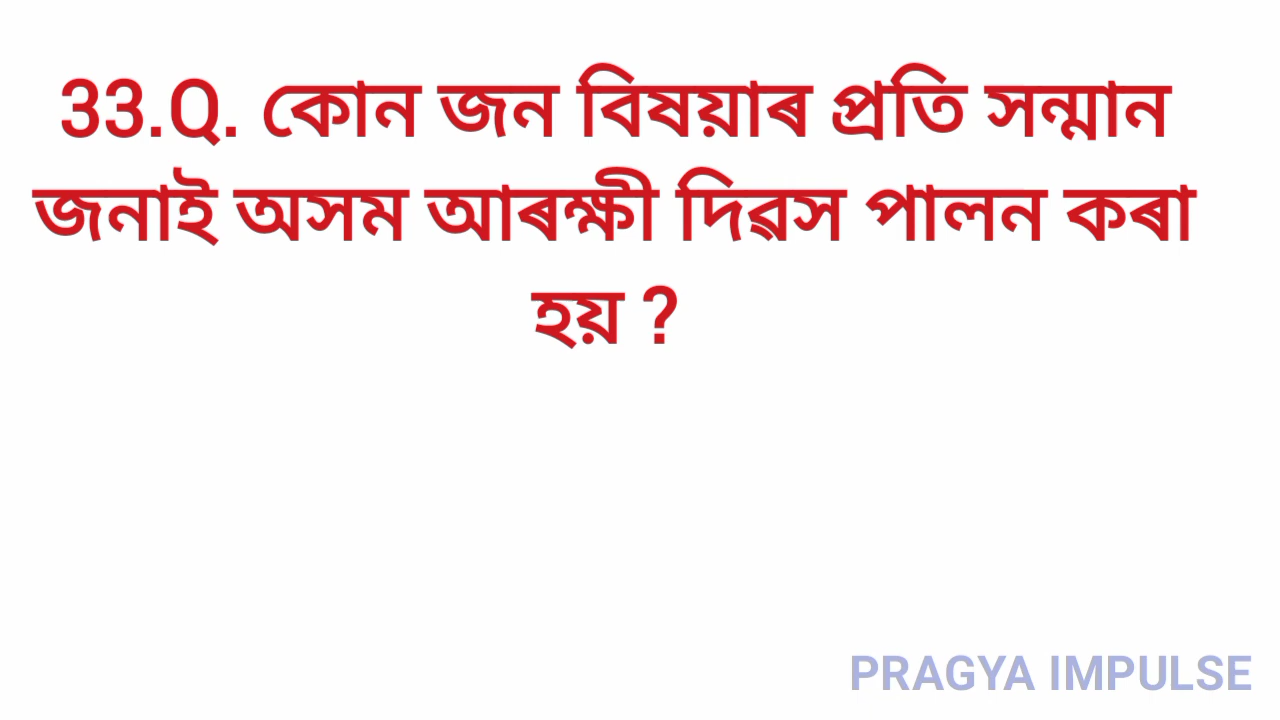 33.Q. কোন জন বিষয়াৰ প্ৰতি সন্মান
জনাই অসম আৰক্ষী দিৱস পালন কৰা
হয় ?
PRAGYA IMPULSE